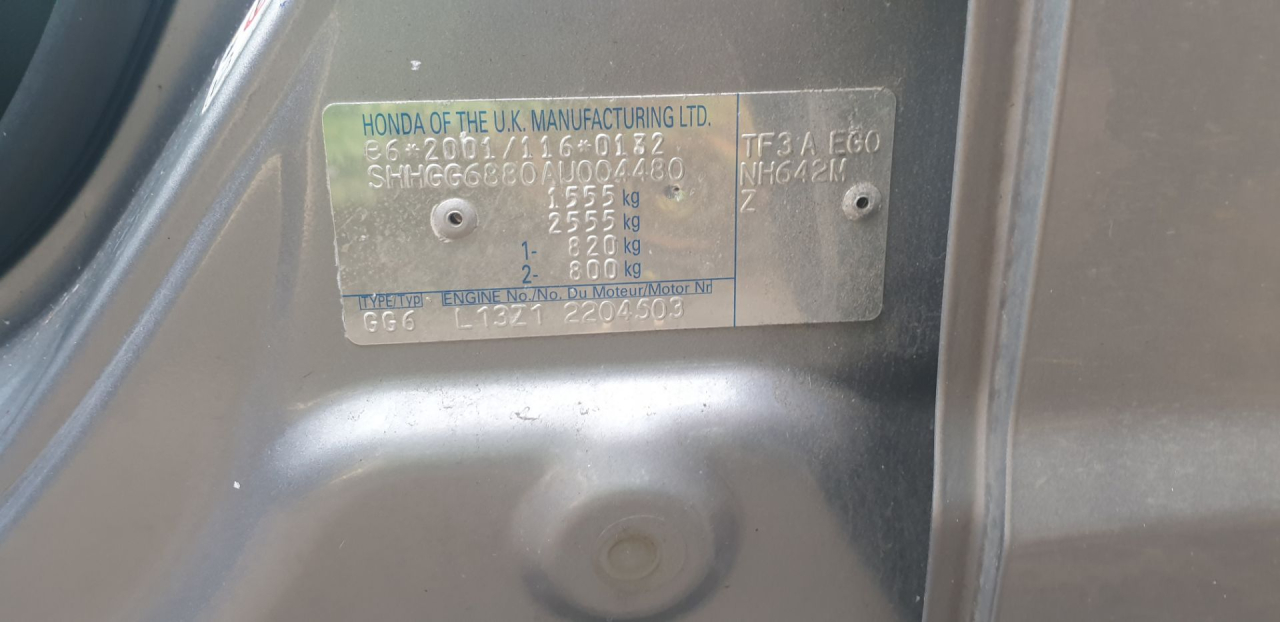 HONDA OF THE U.K. MANUFACTURING LTD.
e6*2001/116*0132
SHHGG6880AU004480
1555 kg
2555 kg
1- 820 kg
2- 800 kg
TYPE/Typ ENGINE No./No. Du Moteur/Motor Nr
GG6 L13Z1 2204603
TF3 A EG0
NH642M
Z